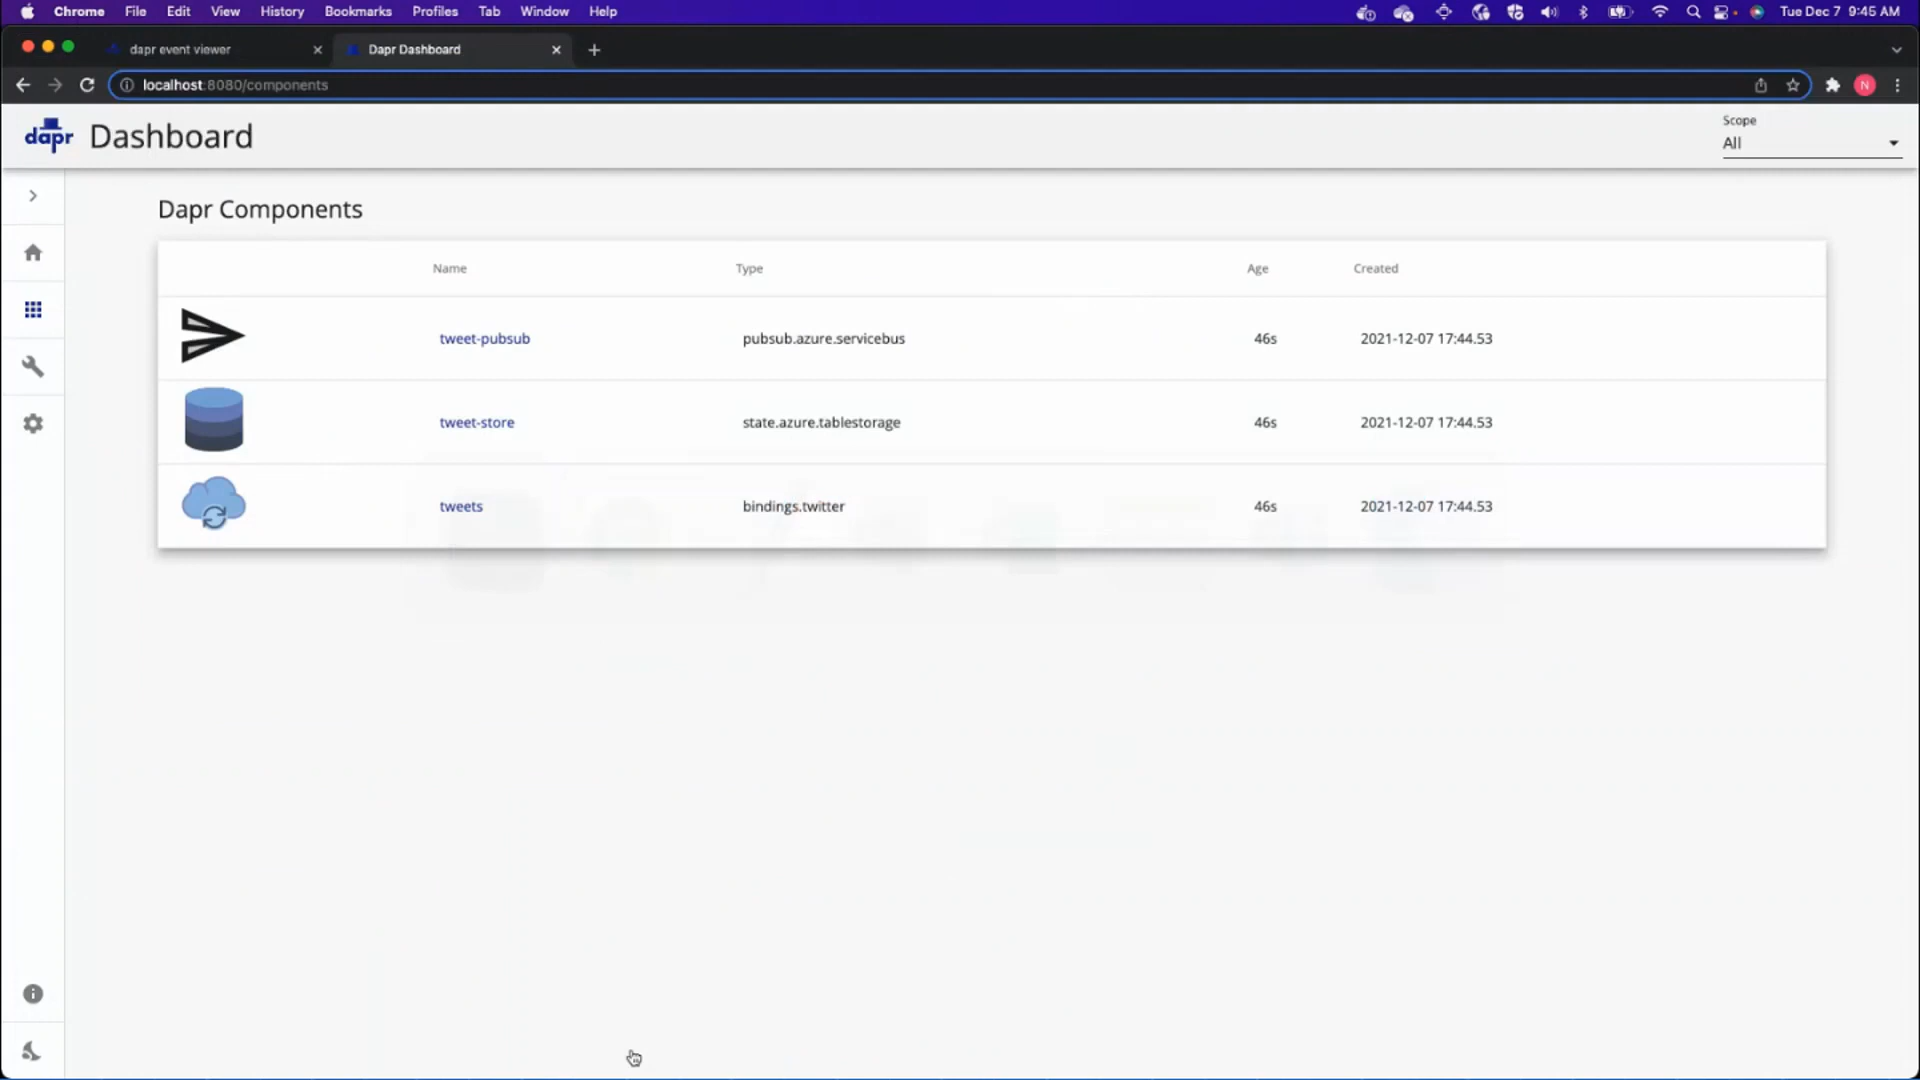 Chrome File Edit View History Bookmarks Profiles Tab Window Help Tue Dec 7 9:45 AM
dapr event viewer Dapr Dashboard
localhost:8080/components N
dapr Dashboard
Scope
All
Dapr Components
Name Type Age Created
tweet-pubsub pubsub.azure.servicebus 46s 2021-12-07 17:44.53
tweet-store state.azure.tablestorage 46s 2021-12-07 17:44.53
tweets bindings.twitter 46s 2021-12-07 17:44.53